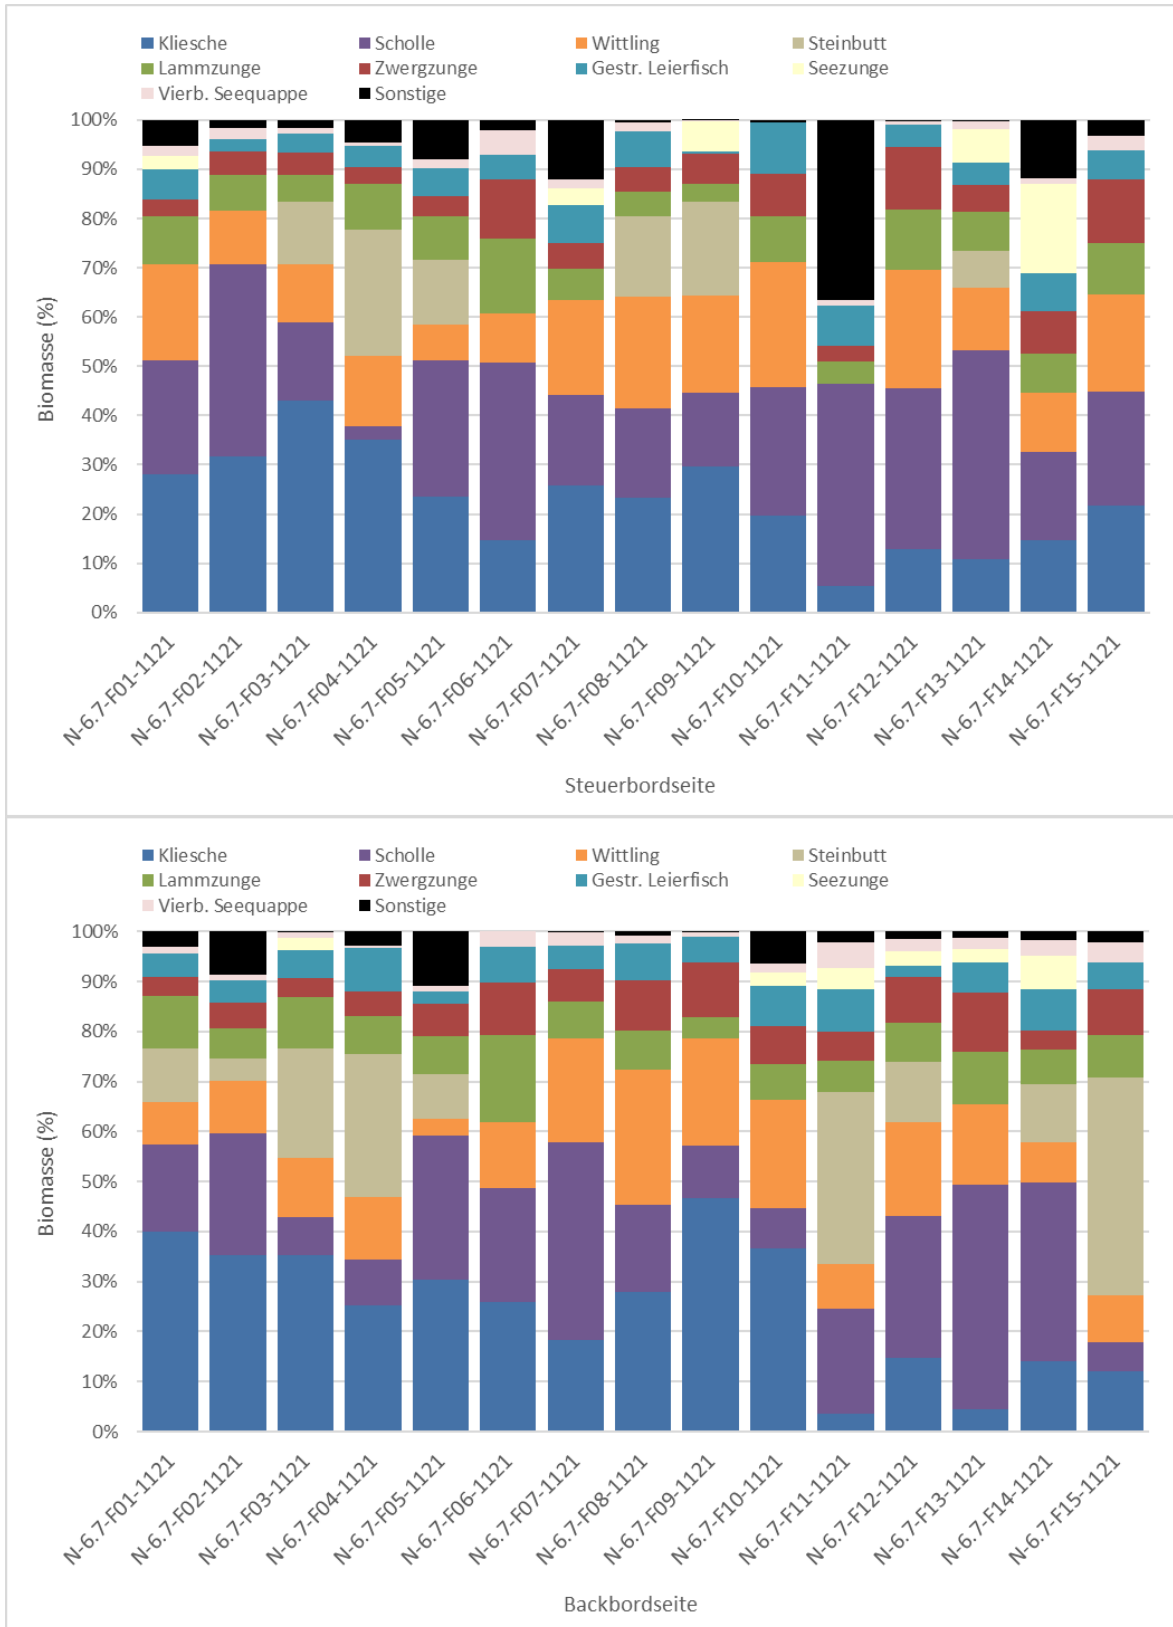 Kliesche Scholle Wittling Steinbutt
Lammzunge Zwergzunge Gestr. Leierfisch Seezunge
Vierb. Seequappe Sonstige
100%
90%
80%
70%
60%
50%
40%
30%
20%
10%
0%
Biomasse (%)
N-6.7-F01-1121
N-6.7-F02-1121
N-6.7-F03-1121
N-6.7-F04-1121
N-6.7-F05-1121
N-6.7-F06-1121
N-6.7-F07-1121
N-6.7-F08-1121
N-6.7-F09-1121
N-6.7-F10-1121
N-6.7-F11-1121
N-6.7-F12-1121
N-6.7-F13-1121
N-6.7-F14-1121
N-6.7-F15-1121
Steuerbordseite
Kliesche Scholle Wittling Steinbutt
Lammzunge Zwergzunge Gestr. Leierfisch Seezunge
Vierb. Seequappe Sonstige
100%
90%
80%
70%
60%
50%
40%
30%
20%
10%
0%
Biomasse (%)
N-6.7-F01-1121
N-6.7-F02-1121
N-6.7-F03-1121
N-6.7-F04-1121
N-6.7-F05-1121
N-6.7-F06-1121
N-6.7-F07-1121
N-6.7-F08-1121
N-6.7-F09-1121
N-6.7-F10-1121
N-6.7-F11-1121
N-6.7-F12-1121
N-6.7-F13-1121
N-6.7-F14-1121
N-6.7-F15-1121
Backbordseite